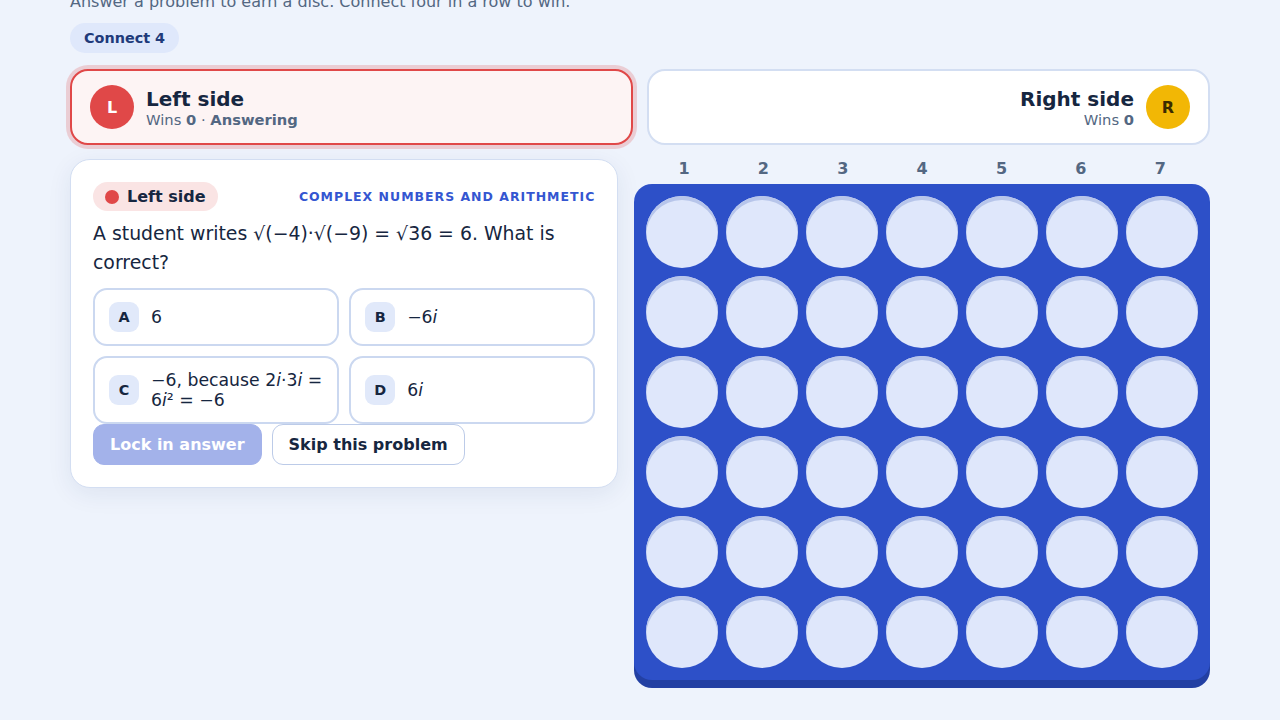 Answer a problem to earn a disc. Connect four in a row to win.
Connect 4
L
Left side
Wins 0 · Answering
Right side
Wins 0
R
Left side
COMPLEX NUMBERS AND ARITHMETIC
A student writes √(−4)·√(−9) = √36 = 6. What is
correct?
A
6
B
−6i
C
−6, because 2i·3i =
6i² = −6
D
6i
Lock in answer
Skip this problem
1 2 3 4 5 6 7